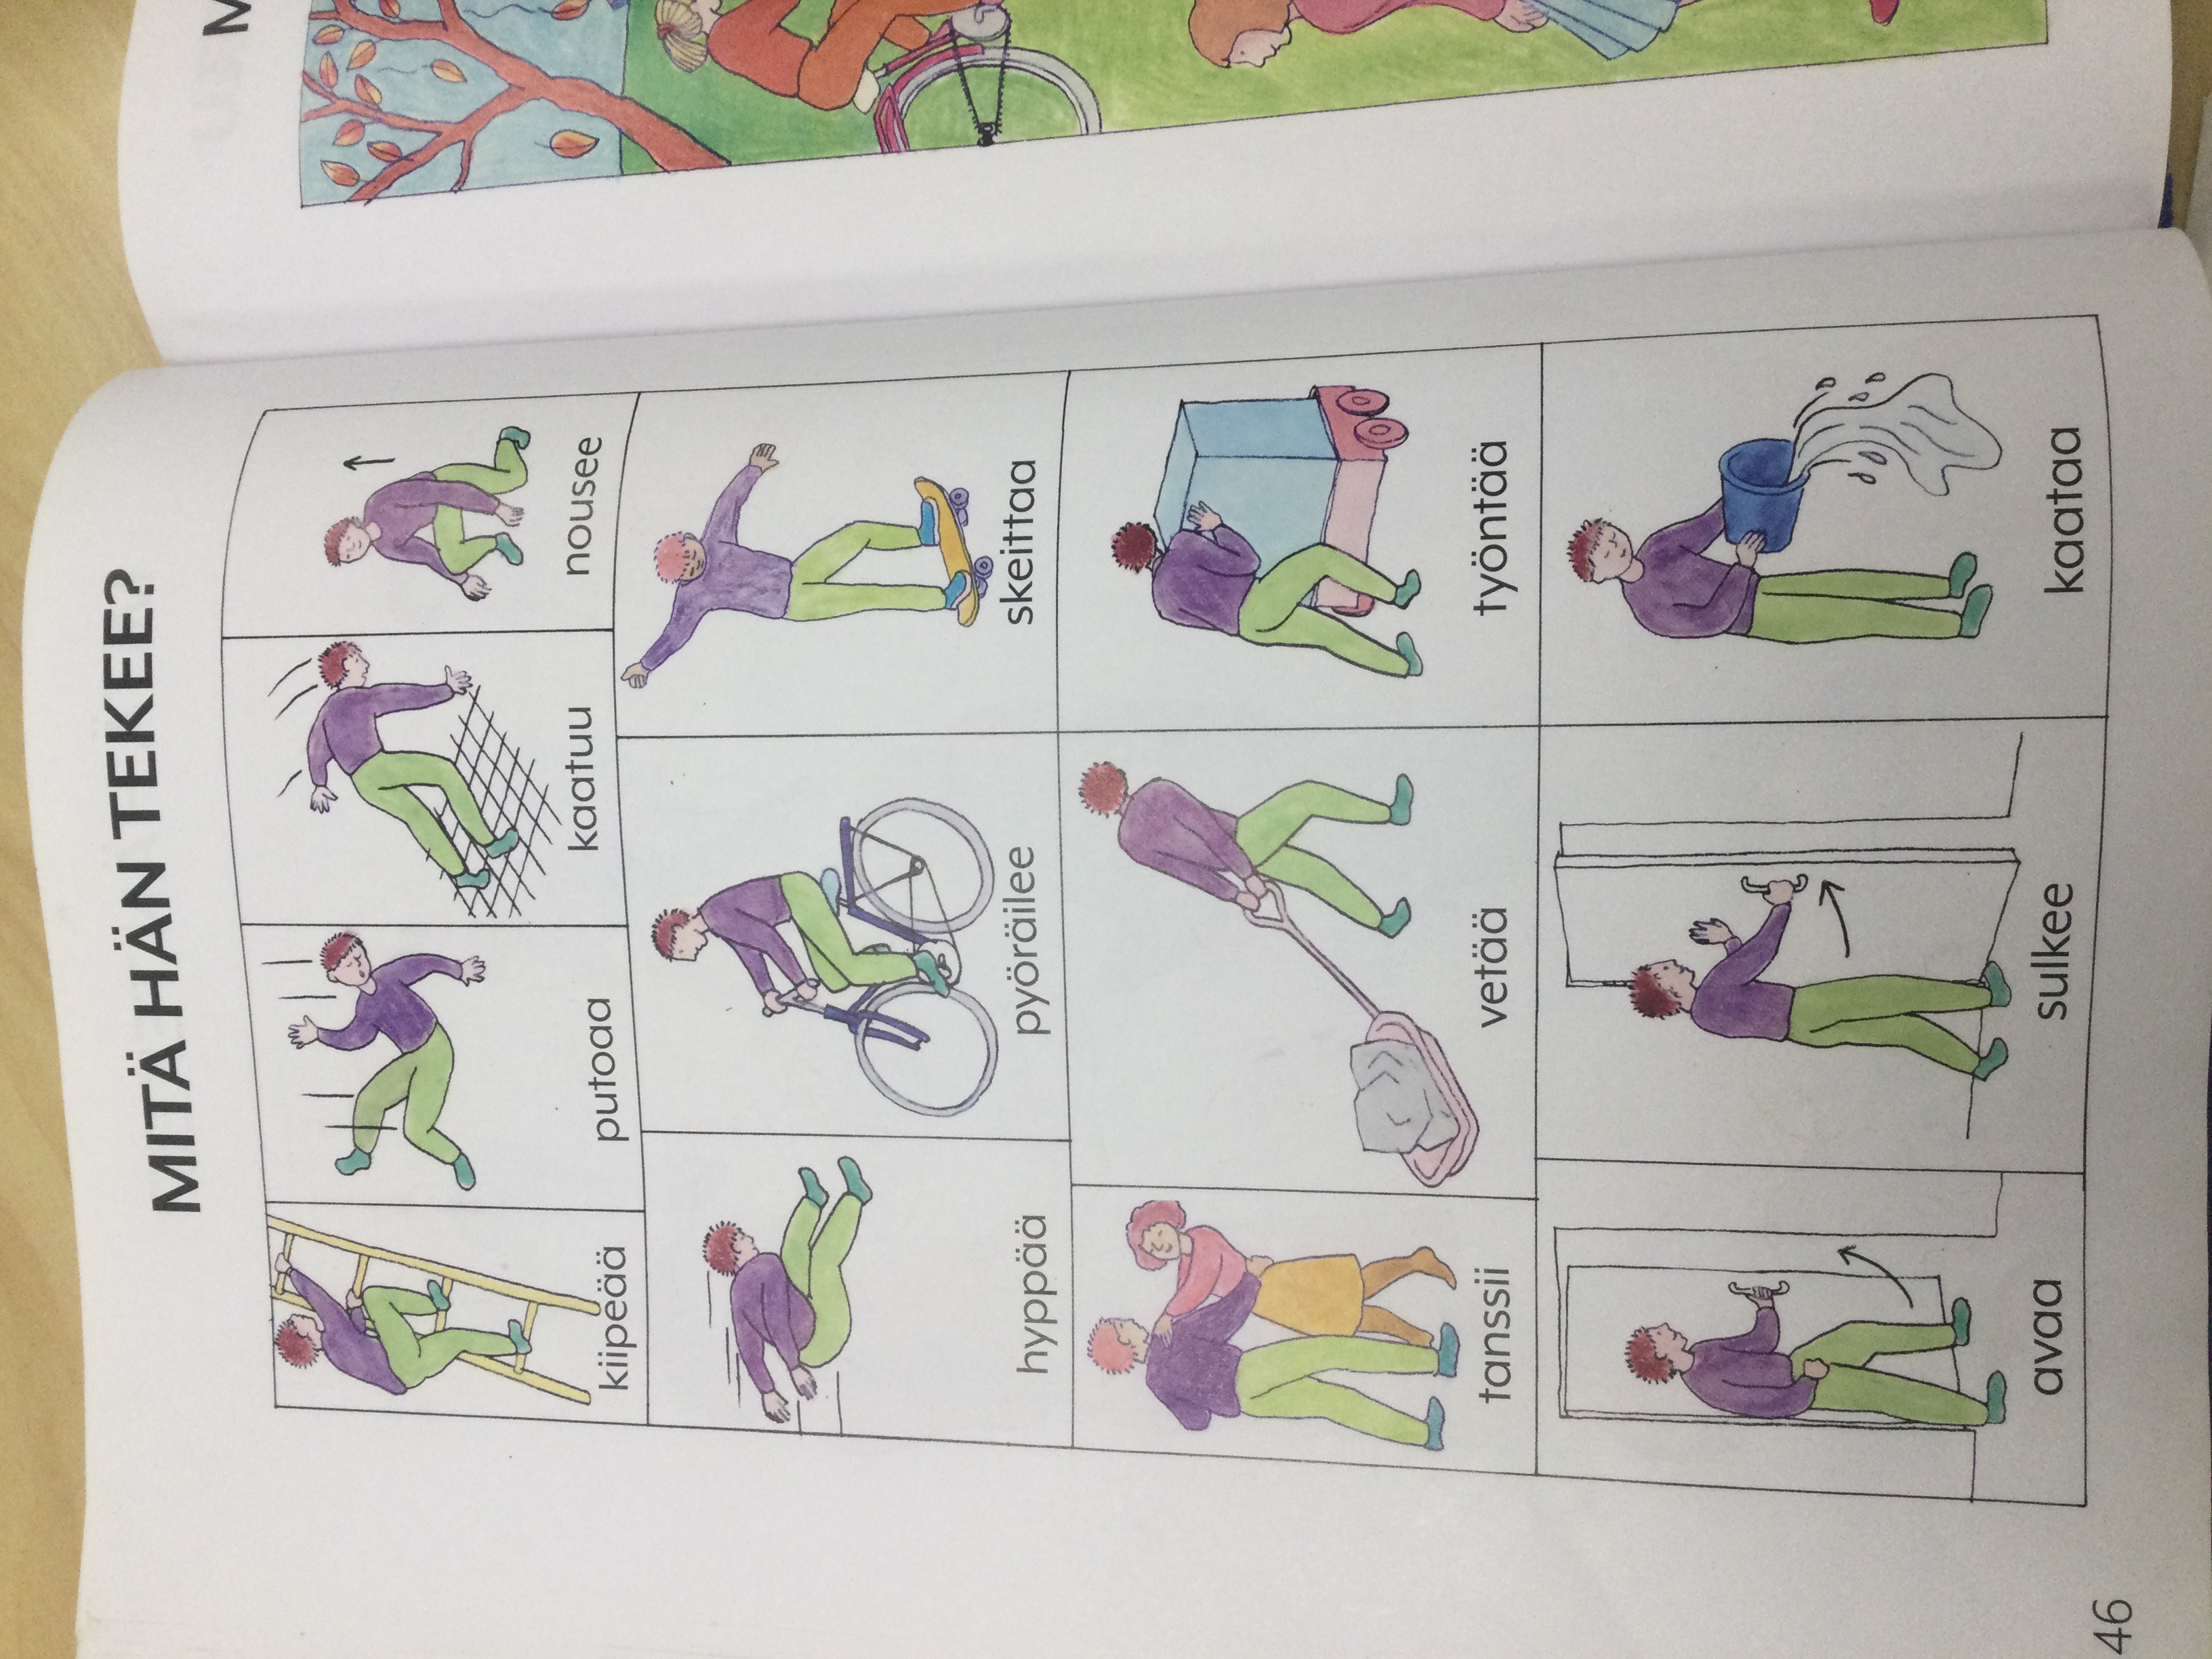 MITÄ HÄN TEKEE?
kiipeää
putoaa
kaatuu
nousee
hyppää
pyöräilee
skeittaa
tanssii
vetää
työntää
avaa
sulkee
kaataa
46
M